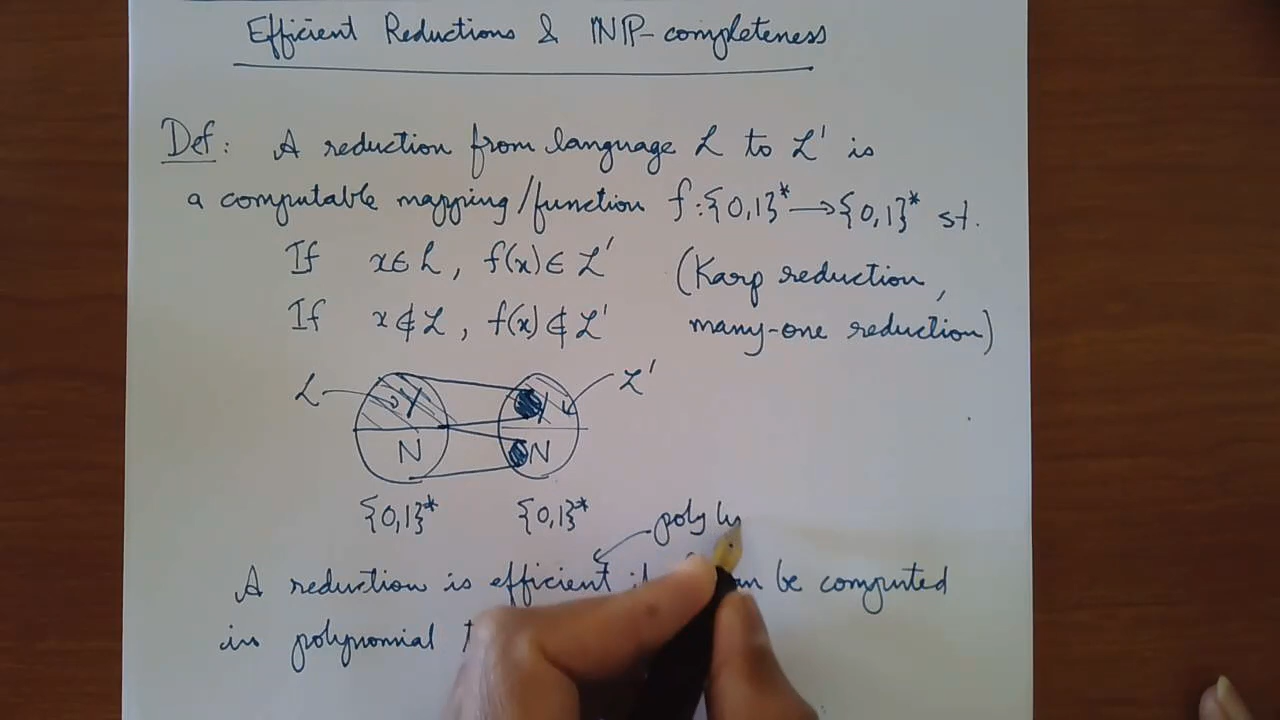 Efficient Reductions & NP-completeness
Def: A reduction from language L to L' is
a computable mapping/function f:{0,1}* → {0,1}* st.
If x ∈ L, f(x) ∈ L' (Karp reduction,
If x ∉ L, f(x) ∉ L' many-one reduction)
L Y Y L'
N N
{0,1}* {0,1}*
poly
A reduction is efficient be computed
in polynomial